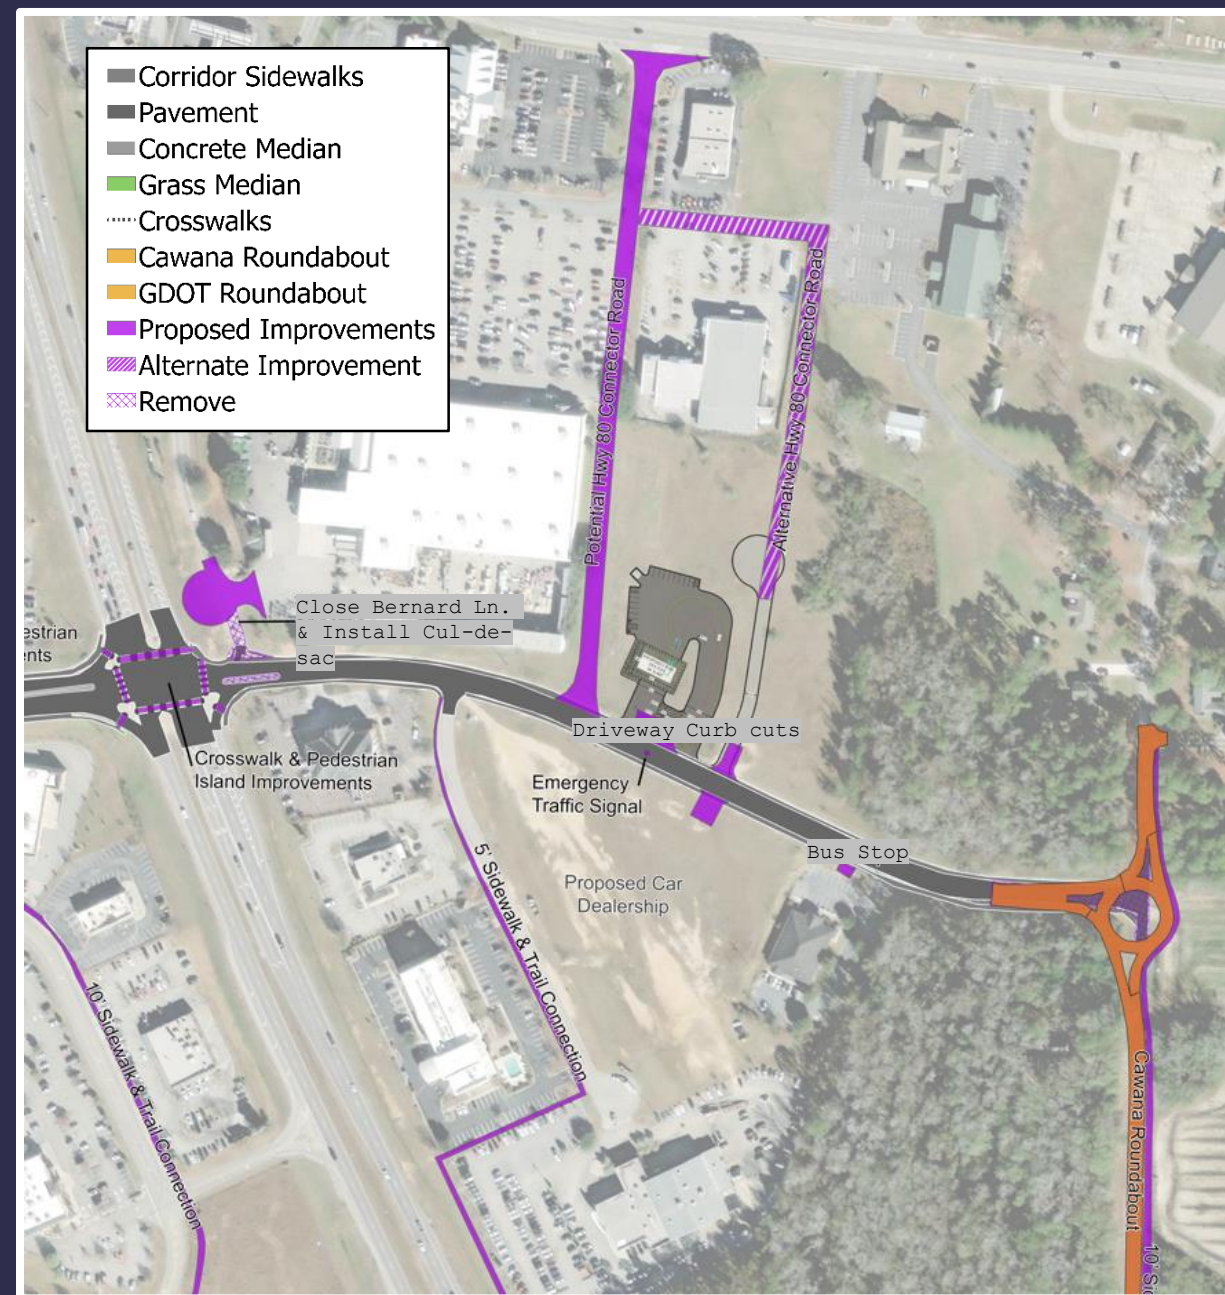 Corridor Sidewalks
Pavement
Concrete Median
Grass Median
Crosswalks
Cawana Roundabout
GDOT Roundabout
Proposed Improvements
Alternate Improvement
Remove
Potential Hwy 80 Connector Road
Alternative Hwy 80 Connector Road
Close Bernard Ln.
& Install Cul-de-
sac
Crosswalk & Pedestrian
Island Improvements
Driveway Curb cuts
Emergency
Traffic Signal
Bus Stop
Proposed Car
Dealership
5' Sidewalk & Trail Connection
10' Sidewalk & Trail Connection
Cawana Roundabout
10'